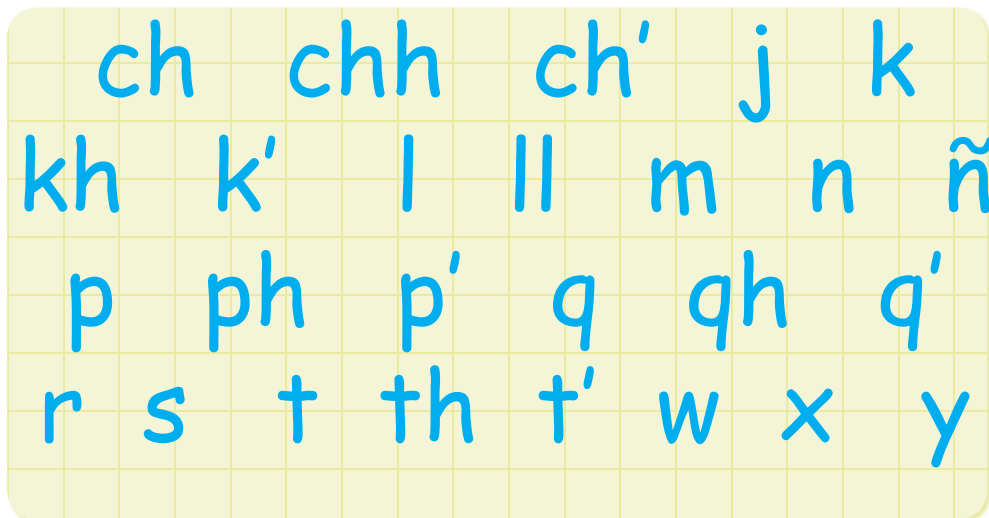 ch chh ch' j k
kh k' l ll m n ñ
p ph p' q qh q'
r s t th t' w x y